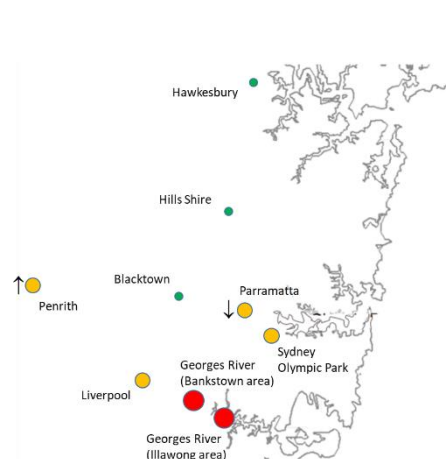 Hawkesbury
Hills Shire
Blacktown
Parramatta
Penrith
Sydney
Olympic Park
Georges River
(Bankstown area)
Liverpool
Georges River
(Illawong area)